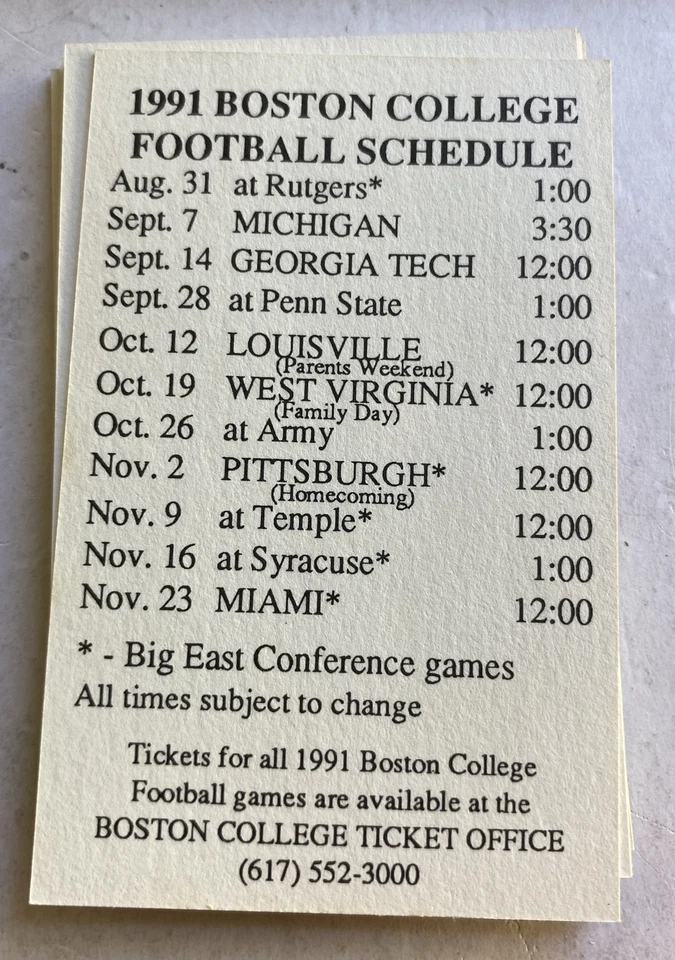 1991 BOSTON COLLEGE
FOOTBALL SCHEDULE
Aug. 31 at Rutgers* 1:00
Sept. 7 MICHIGAN 3:30
Sept. 14 GEORGIA TECH 12:00
Sept. 28 at Penn State 1:00
Oct. 12 LOUISVILLE 12:00
(Parents Weekend)
Oct. 19 WEST VIRGINIA* 12:00
(Family Day)
Oct. 26 at Army 1:00
Nov. 2 PITTSBURGH* 12:00
(Homecoming)
Nov. 9 at Temple* 12:00
Nov. 16 at Syracuse* 1:00
Nov. 23 MIAMI* 12:00
* - Big East Conference games
All times subject to change
Tickets for all 1991 Boston College
Football games are available at the
BOSTON COLLEGE TICKET OFFICE
(617) 552-3000